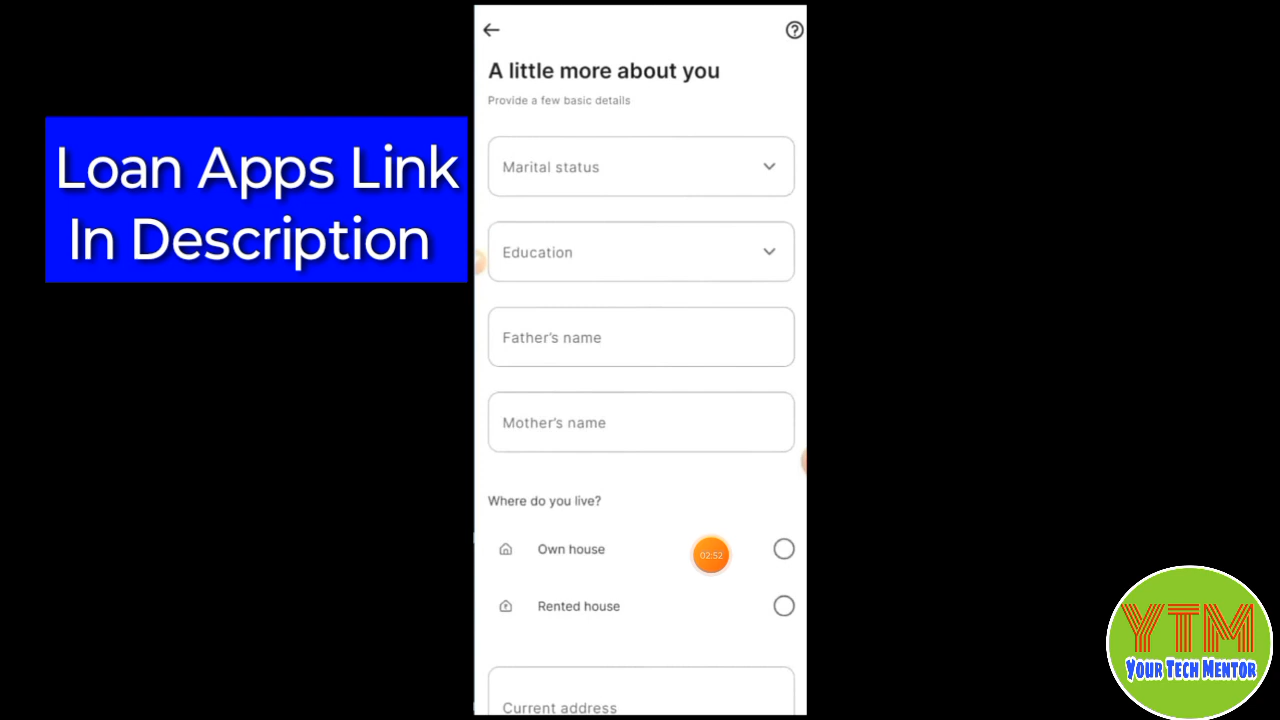 Loan Apps Link
In Description
A little more about you
Provide a few basic details
Marital status
Education
Father's name
Mother's name
Where do you live?
Own house
02:52
Rented house
Current address
YTM
YOUR TECH MENTOR